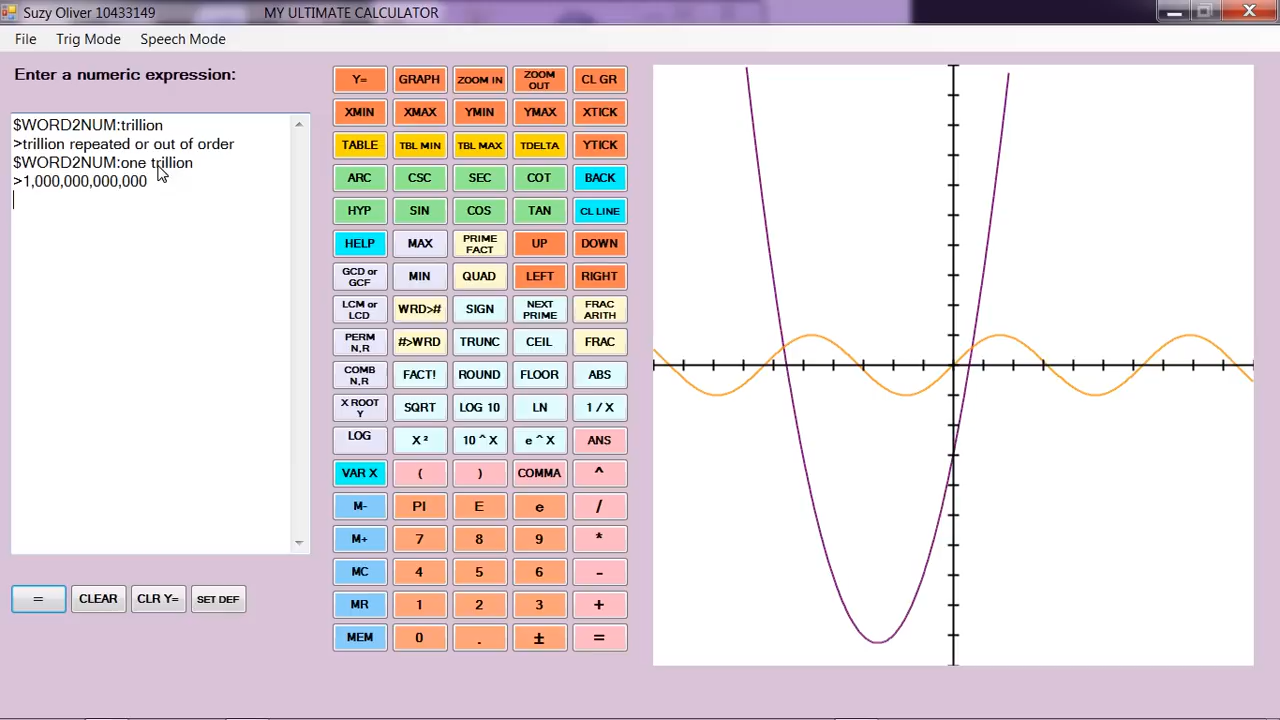 Suzy Oliver 10433149 MY ULTIMATE CALCULATOR
File Trig Mode Speech Mode
Enter a numeric expression:
$WORD2NUM:trillion
>trillion repeated or out of order
$WORD2NUM:one trillion
>1,000,000,000,000
= CLEAR CLR Y= SET DEF
Y= GRAPH ZOOM IN ZOOM OUT CL GR
XMIN XMAX YMIN YMAX XTICK
TABLE TBL MIN TBL MAX TDELTA YTICK
ARC CSC SEC COT BACK
HYP SIN COS TAN CL LINE
HELP MAX PRIME FACT UP DOWN
GCD or GCF MIN QUAD LEFT RIGHT
LCM or LCD WRD># SIGN NEXT PRIME FRAC ARITH
PERM N,R #>WRD TRUNC CEIL FRAC
COMB N,R FACT! ROUND FLOOR ABS
X ROOT Y SQRT LOG 10 LN 1 / X
LOG X ² 10 ^ X e ^ X ANS
VAR X ( ) COMMA ^
M- PI E e /
M+ 7 8 9 *
MC 4 5 6 -
MR 1 2 3 +
MEM 0 . ± =